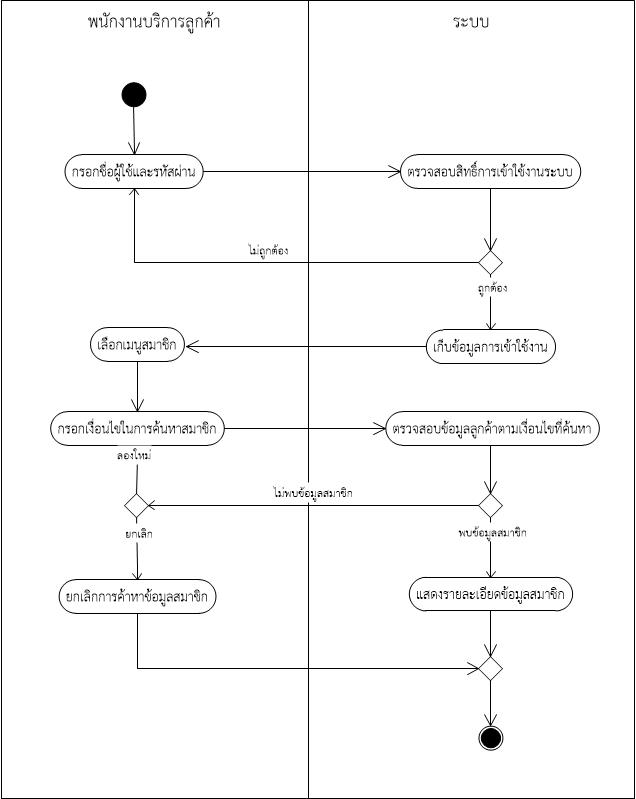 พนักงานบริการลูกค้า
ระบบ
กรอกชื่อผู้ใช้และรหัสผ่าน
ตรวจสอบสิทธิ์การเข้าใช้งานระบบ
ไม่ถูกต้อง
ถูกต้อง
เลือกเมนูสมาชิก
เก็บข้อมูลการเข้าใช้งาน
กรอกเงื่อนไขในการค้นหาสมาชิก
ตรวจสอบข้อมูลลูกค้าตามเงื่อนไขที่ค้นหา
ลองใหม่
ไม่พบข้อมูลสมาชิก
ยกเลิก
พบข้อมูลสมาชิก
ยกเลิกการค้าหาข้อมูลสมาชิก
แสดงรายละเอียดข้อมูลสมาชิก